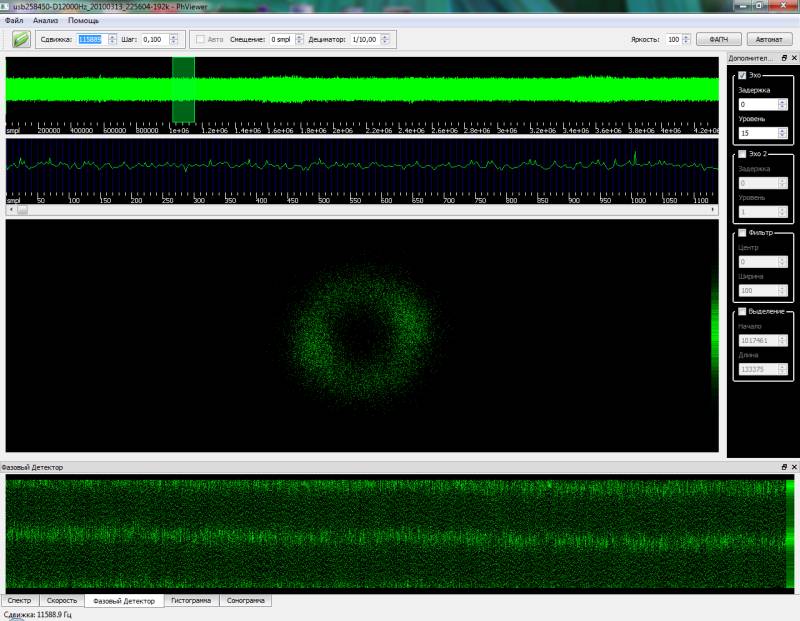 usb258450-D12000Hz_20100313_225604-192k - PhViewer
Файл Анализ Помощь
Сдвижка: 115889 Шаг: 0,100 Авто Смещение: 0 smpl Дециматор: 1/10,00 Яркость: 100 ФАПЧ Автомат
Дополнител...
Эхо
Задержка
0
Уровень
15
smpl 200000 400000 600000 800000 1e+06 1.2e+06 1.4e+06 1.6e+06 1.8e+06 2e+06 2.2e+06 2.4e+06 2.6e+06 2.8e+06 3e+06 3.2e+06 3.4e+06 3.6e+06 3.8e+06 4e+06 4.2e+06
Эхо 2
Задержка
0
Уровень
1
smpl 50 100 150 200 250 300 350 400 450 500 550 600 650 700 750 800 850 900 950 1000 1050 1100
Фильтр
Центр
0
Ширина
100
Выделение
Начало
1017461
Длина
133375
Фазовый Детектор
Спектр Скорость Фазовый Детектор Гистограмма Сонограмма
Сдвижка: 11588.9 Гц